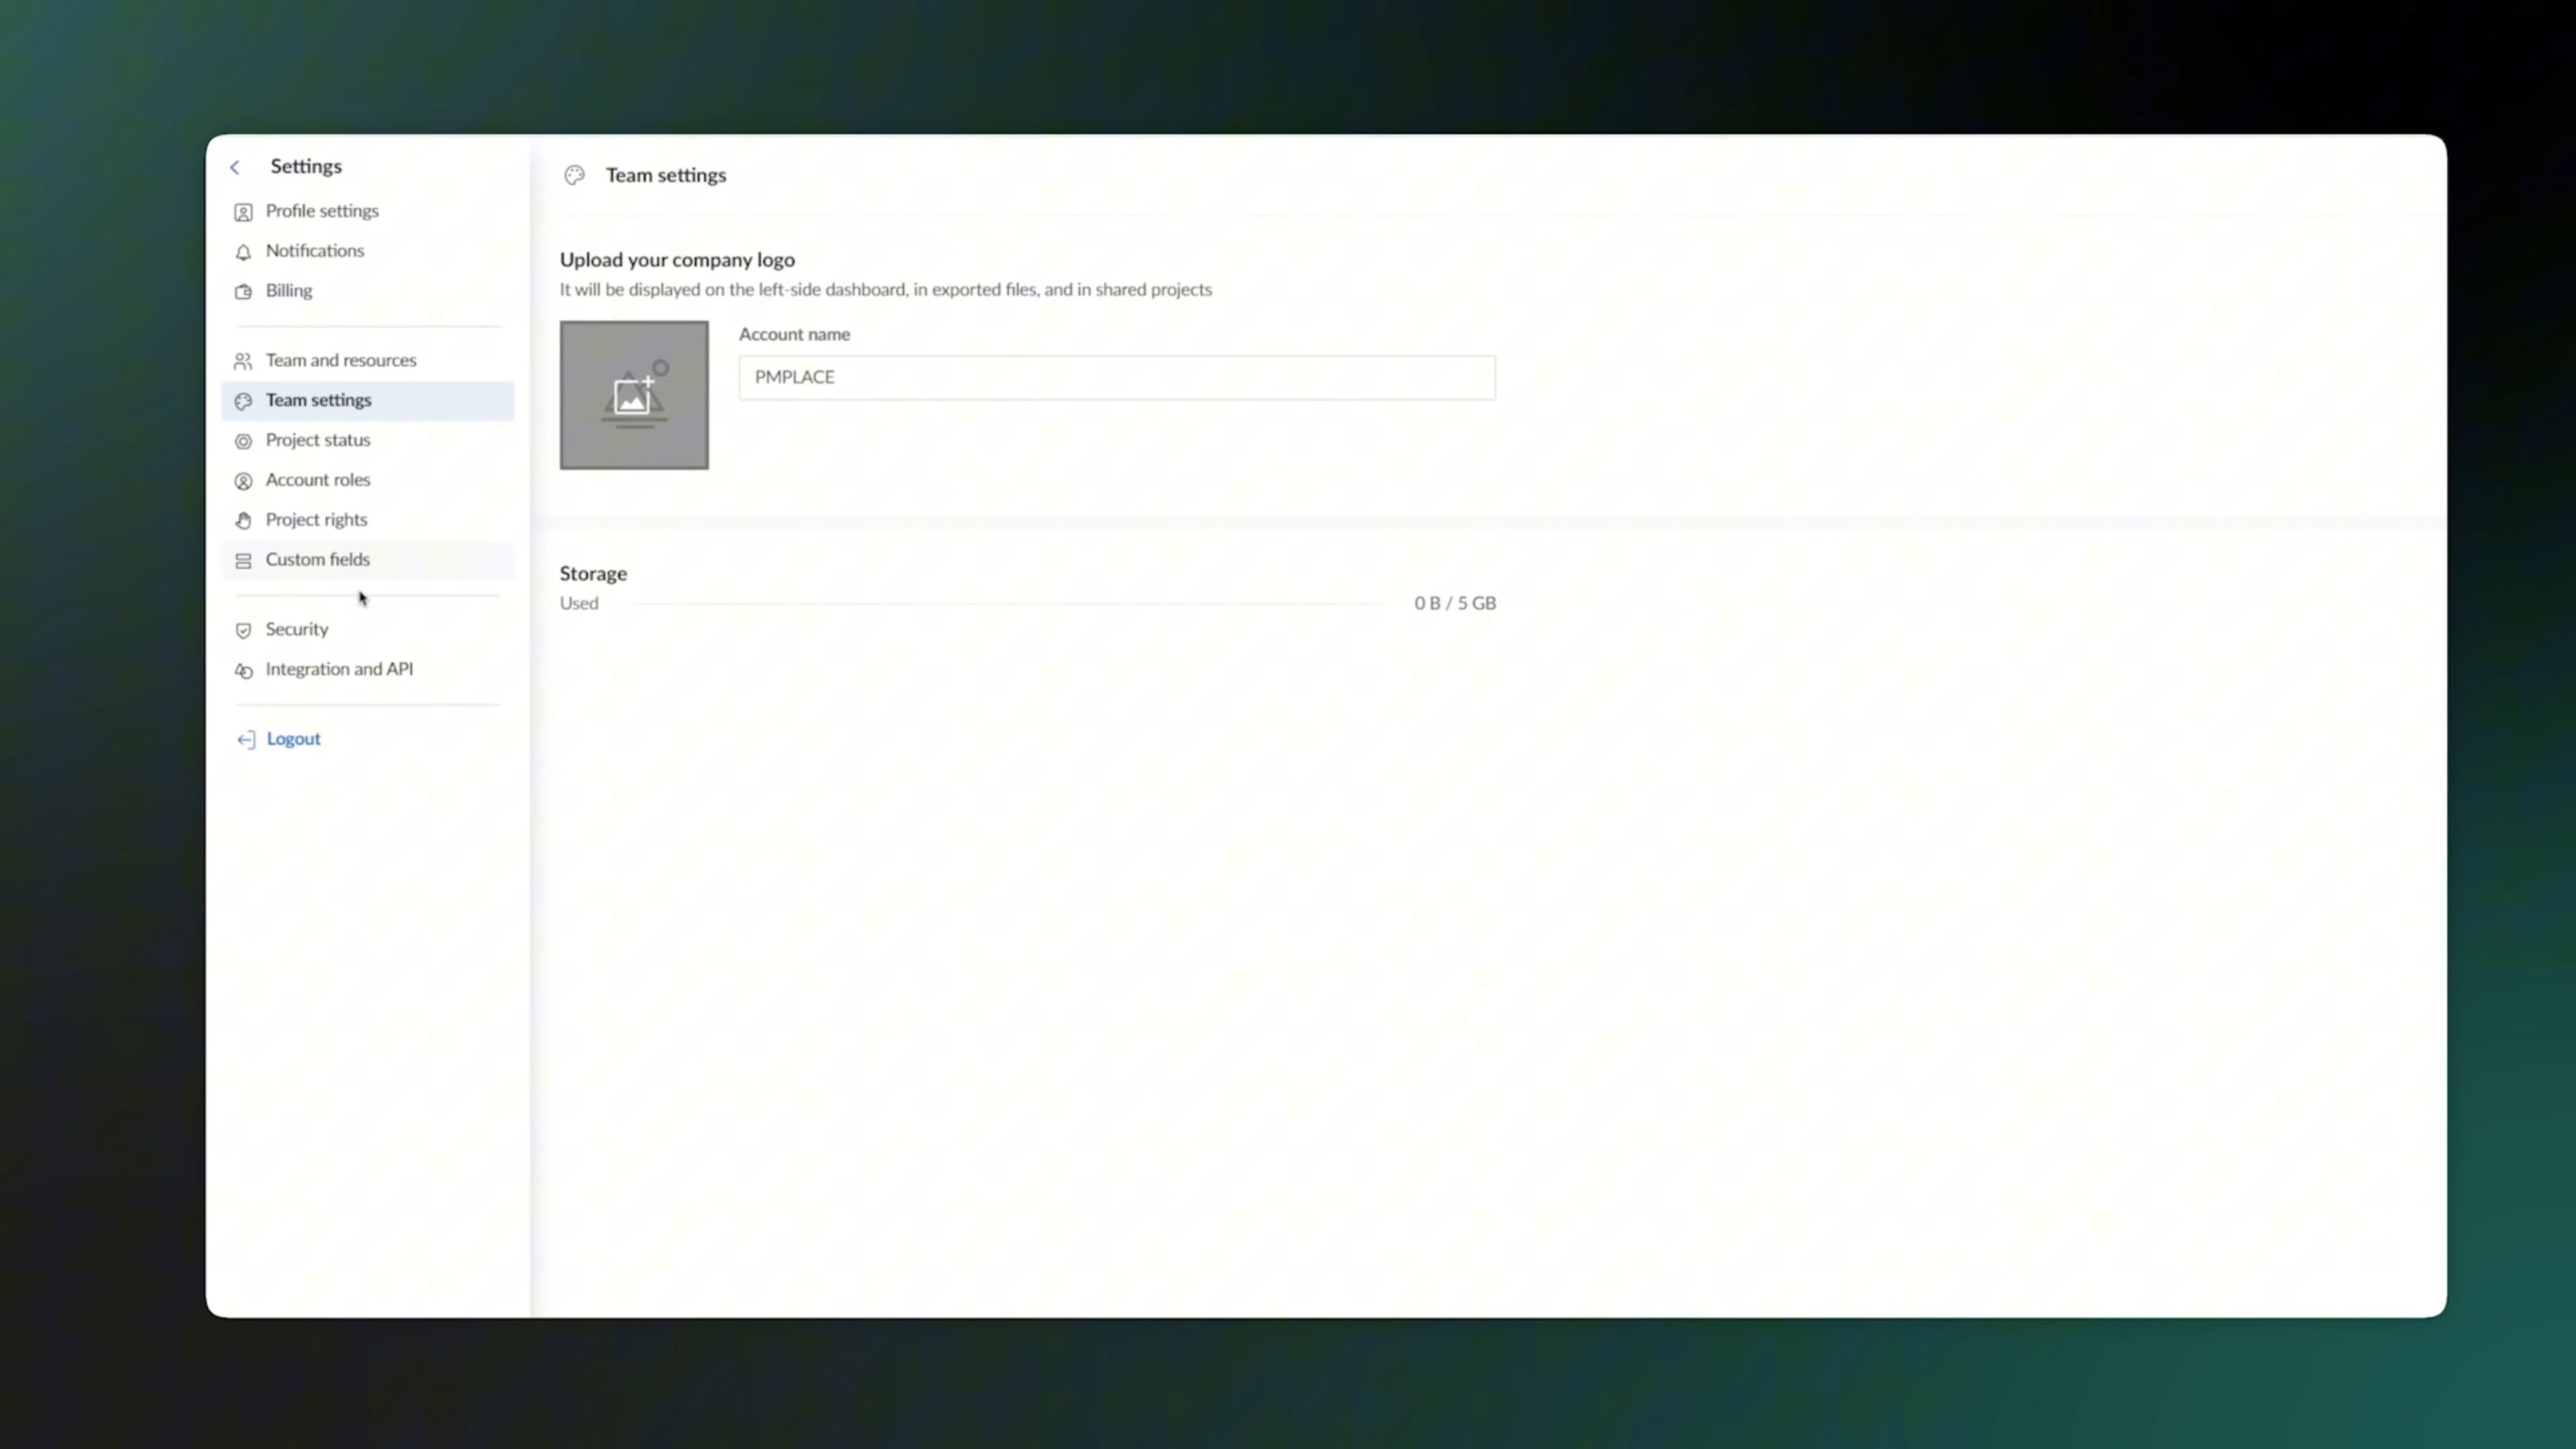 Settings
Profile settings
Notifications
Billing
Team and resources
Team settings
Project status
Account roles
Project rights
Custom fields
Security
Integration and API
Logout
Team settings
Upload your company logo
It will be displayed on the left-side dashboard, in exported files, and in shared projects
Account name
PMPLACE
Storage
Used 0 B / 5 GB